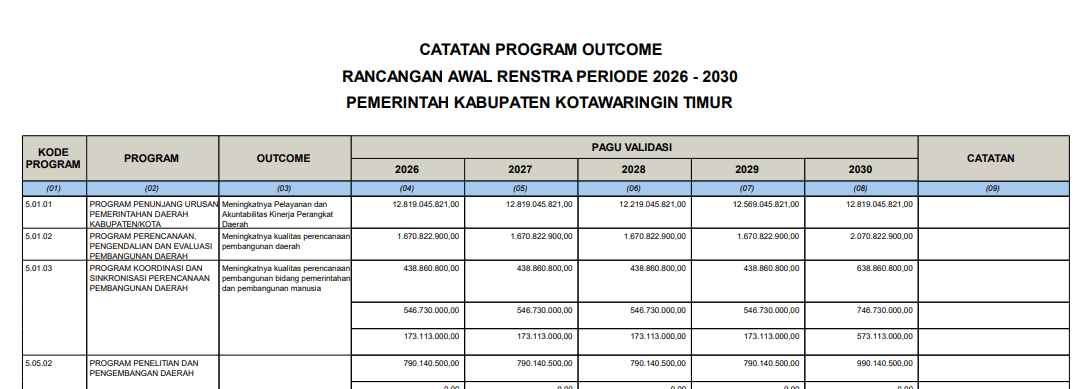 CATATAN PROGRAM OUTCOME
RANCANGAN AWAL RENSTRA PERIODE 2026 - 2030
PEMERINTAH KABUPATEN KOTAWARINGIN TIMUR
KODE PROGRAM PROGRAM OUTCOME PAGU VALIDASI CATATAN
2026 2027 2028 2029 2030
(01) (02) (03) (04) (05) (06) (07) (08) (09)
5.01.01 PROGRAM PENUNJANG URUSAN Meningkatnya Pelayanan dan 12.819.045.821,00 12.819.045.821,00 12.219.045.821,00 12.569.045.821,00 12.819.045.821,00
PEMERINTAHAN DAERAH Akuntabilitas Kinerja Perangkat
KABUPATEN/KOTA Daerah
5.01.02 PROGRAM PERENCANAAN, Meningkatnya kualitas perencanaan 1.670.822.900,00 1.670.822.900,00 1.670.822.900,00 1.670.822.900,00 2.070.822.900,00
PENGENDALIAN DAN EVALUASI pembangunan daerah
PEMBANGUNAN DAERAH
5.01.03 PROGRAM KOORDINASI DAN Meningkatnya kualitas perencanaan 438.860.800,00 438.860.800,00 438.860.800,00 438.860.800,00 638.860.800,00
SINKRONISASI PERENCANAAN pembangunan bidang pemerintahan
PEMBANGUNAN DAERAH dan pembangunan manusia
546.730.000,00 546.730.000,00 546.730.000,00 546.730.000,00 746.730.000,00
173.113.000,00 173.113.000,00 173.113.000,00 173.113.000,00 573.113.000,00
5.05.02 PROGRAM PENELITIAN DAN 790.140.500,00 790.140.500,00 790.140.500,00 790.140.500,00 990.140.500,00
PENGEMBANGAN DAERAH
0,00 0,00 0,00 0,00 0,00